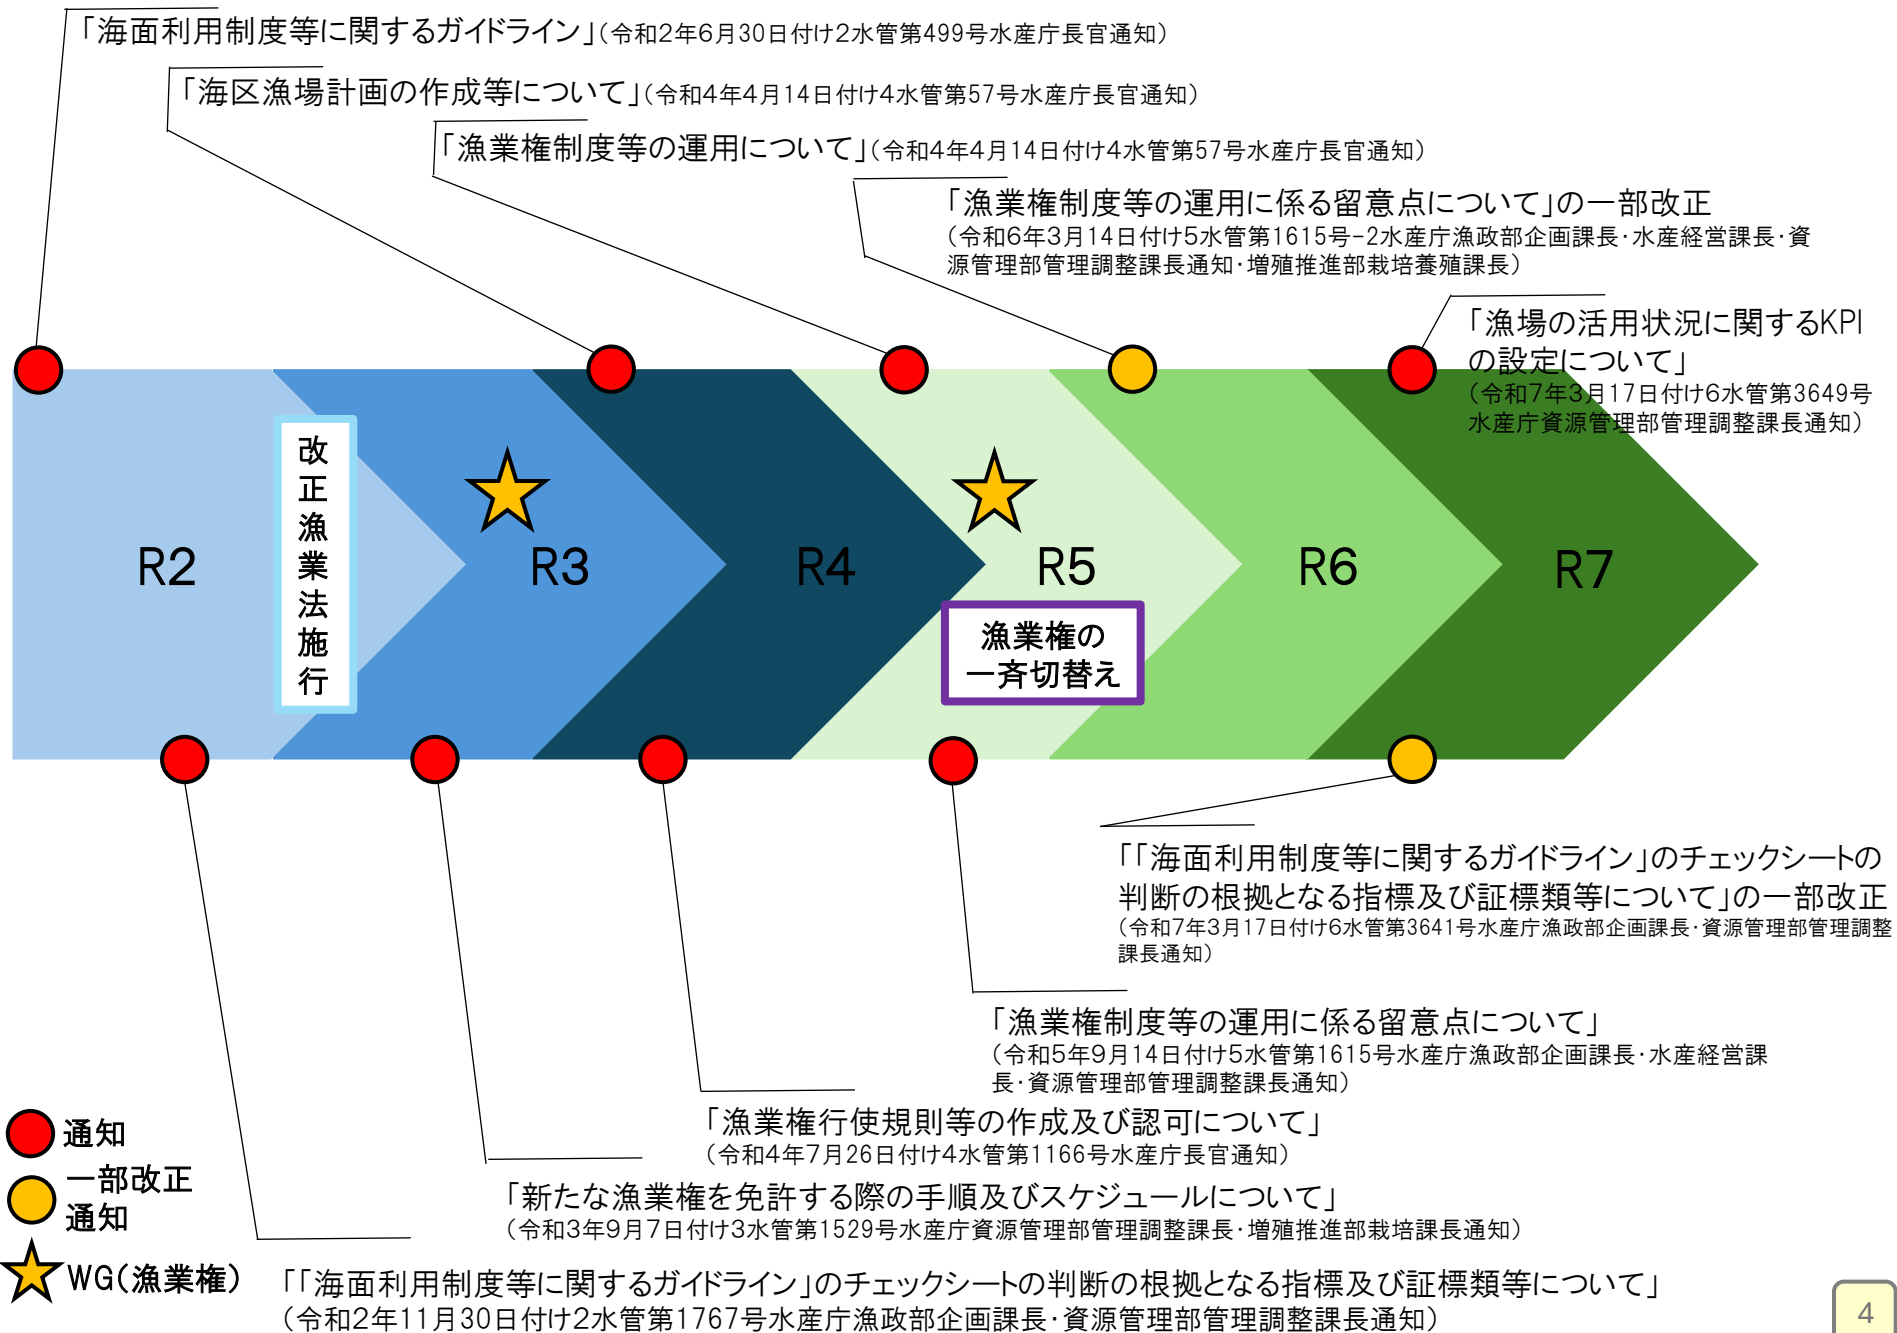 「海面利用制度等に関するガイドライン」（令和2年6月30日付け2水管第499号水産庁長官通知）
「海区漁場計画の作成等について」（令和4年4月14日付け4水管第57号水産庁長官通知）
「漁業権制度等の運用について」（令和4年4月14日付け4水管第57号水産庁長官通知）
「漁業権制度等の運用に係る留意点について」の一部改正
（令和6年3月14日付け5水管第1615号-2水産庁漁政部企画課長・水産経営課長・資
源管理部管理調整課長通知・増殖推進部栽培養殖課長）
「漁場の活用状況に関するKPI
の設定について」
（令和7年3月17日付け6水管第3649号
水産庁資源管理部管理調整課長通知）
改正漁業法施行
R2
R3
R4
R5
R6
R7
漁業権の
一斉切替え
「「海面利用制度等に関するガイドライン」のチェックシートの
判断の根拠となる指標及び証標類等について」の一部改正
（令和7年3月17日付け6水管第3641号水産庁漁政部企画課長・資源管理部管理調整
課長通知）
「漁業権制度等の運用に係る留意点について」
（令和5年9月14日付け5水管第1615号水産庁漁政部企画課長・水産経営課
長・資源管理部管理調整課長通知）
「漁業権行使規則等の作成及び認可について」
（令和4年7月26日付け4水管第1166号水産庁長官通知）
「新たな漁業権を免許する際の手順及びスケジュールについて」
（令和3年9月7日付け3水管第1529号水産庁資源管理部管理調整課長・増殖推進部栽培課長通知）
「「海面利用制度等に関するガイドライン」のチェックシートの判断の根拠となる指標及び証標類等について」
（令和2年11月30日付け2水管第1767号水産庁漁政部企画課長・資源管理部管理調整課長通知）
通知
一部改正
通知
WG（漁業権）
4